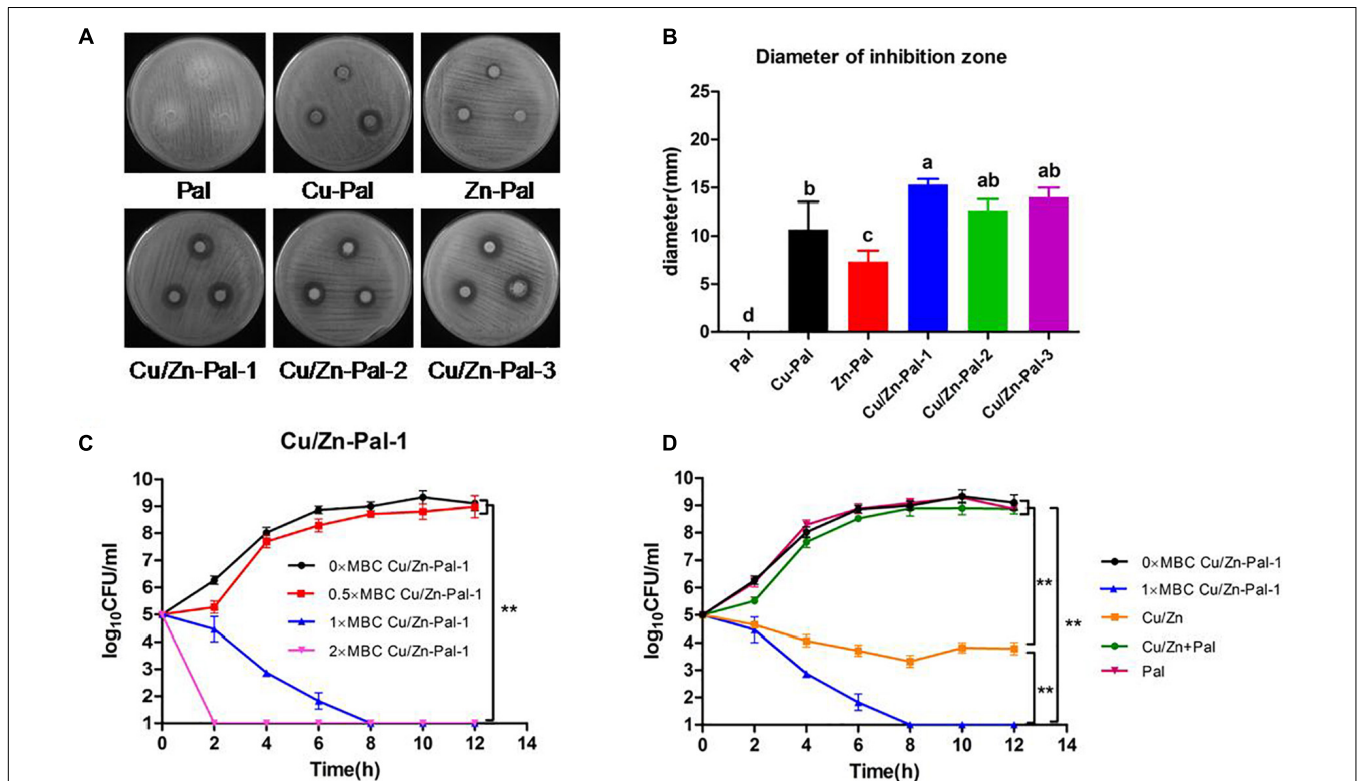 A
Pal
Cu-Pal
Zn-Pal
Cu/Zn-Pal-1
Cu/Zn-Pal-2
Cu/Zn-Pal-3
B
Diameter of inhibition zone
diameter(mm)
25
20
15
10
5
0
d
b
c
a
ab
ab
Pal
Cu-Pal
Zn-Pal
Cu/Zn-Pal-1
Cu/Zn-Pal-2
Cu/Zn-Pal-3
C
Cu/Zn-Pal-1
log₁₀CFU/ml
10
9
8
7
6
5
4
3
2
1
0×MBC Cu/Zn-Pal-1
0.5×MBC Cu/Zn-Pal-1
1×MBC Cu/Zn-Pal-1
2×MBC Cu/Zn-Pal-1
**
0 2 4 6 8 10 12 14
Time(h)
D
log₁₀CFU/ml
10
9
8
7
6
5
4
3
2
1
**
**
**
0×MBC Cu/Zn-Pal-1
1×MBC Cu/Zn-Pal-1
Cu/Zn
Cu/Zn+Pal
Pal
0 2 4 6 8 10 12 14
Time(h)